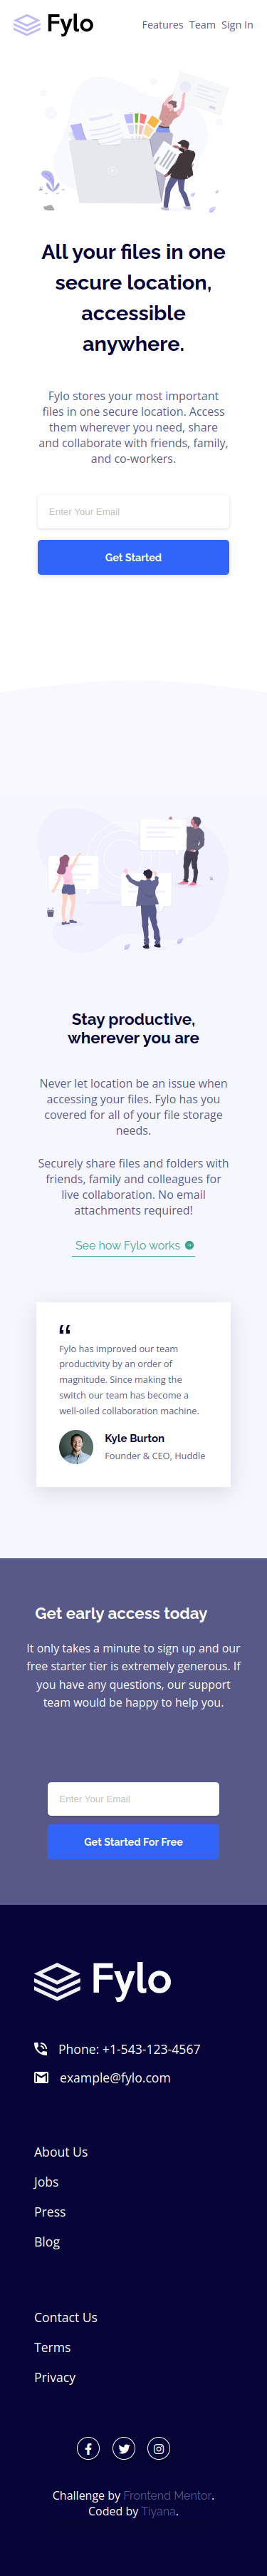 Fylo
Features Team Sign In
All your files in one
secure location,
accessible
anywhere.
Fylo stores your most important
files in one secure location. Access
them wherever you need, share
and collaborate with friends, family,
and co-workers.
Enter Your Email
Get Started
Stay productive,
wherever you are
Never let location be an issue when
accessing your files. Fylo has you
covered for all of your file storage
needs.
Securely share files and folders with
friends, family and colleagues for
live collaboration. No email
attachments required!
See how Fylo works
“
Fylo has improved our team
productivity by an order of
magnitude. Since making the
switch our team has become a
well-oiled collaboration machine.
Kyle Burton
Founder & CEO, Huddle
Get early access today
It only takes a minute to sign up and our
free starter tier is extremely generous. If
you have any questions, our support
team would be happy to help you.
Enter Your Email
Get Started For Free
Fylo
Phone: +1-543-123-4567
example@fylo.com
About Us
Jobs
Press
Blog
Contact Us
Terms
Privacy
Challenge by Frontend Mentor.
Coded by Tiyana.